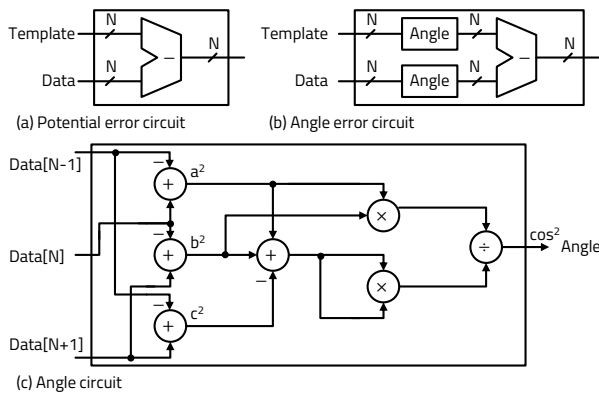 Template N N
Data N −
(a) Potential error circuit
Template N Angle N N
Data N Angle N −
(b) Angle error circuit
Data[N-1]
− + a²
×
Data[N]
− + b² + − ÷ cos² Angle
×
− + c²
Data[N+1]
(c) Angle circuit